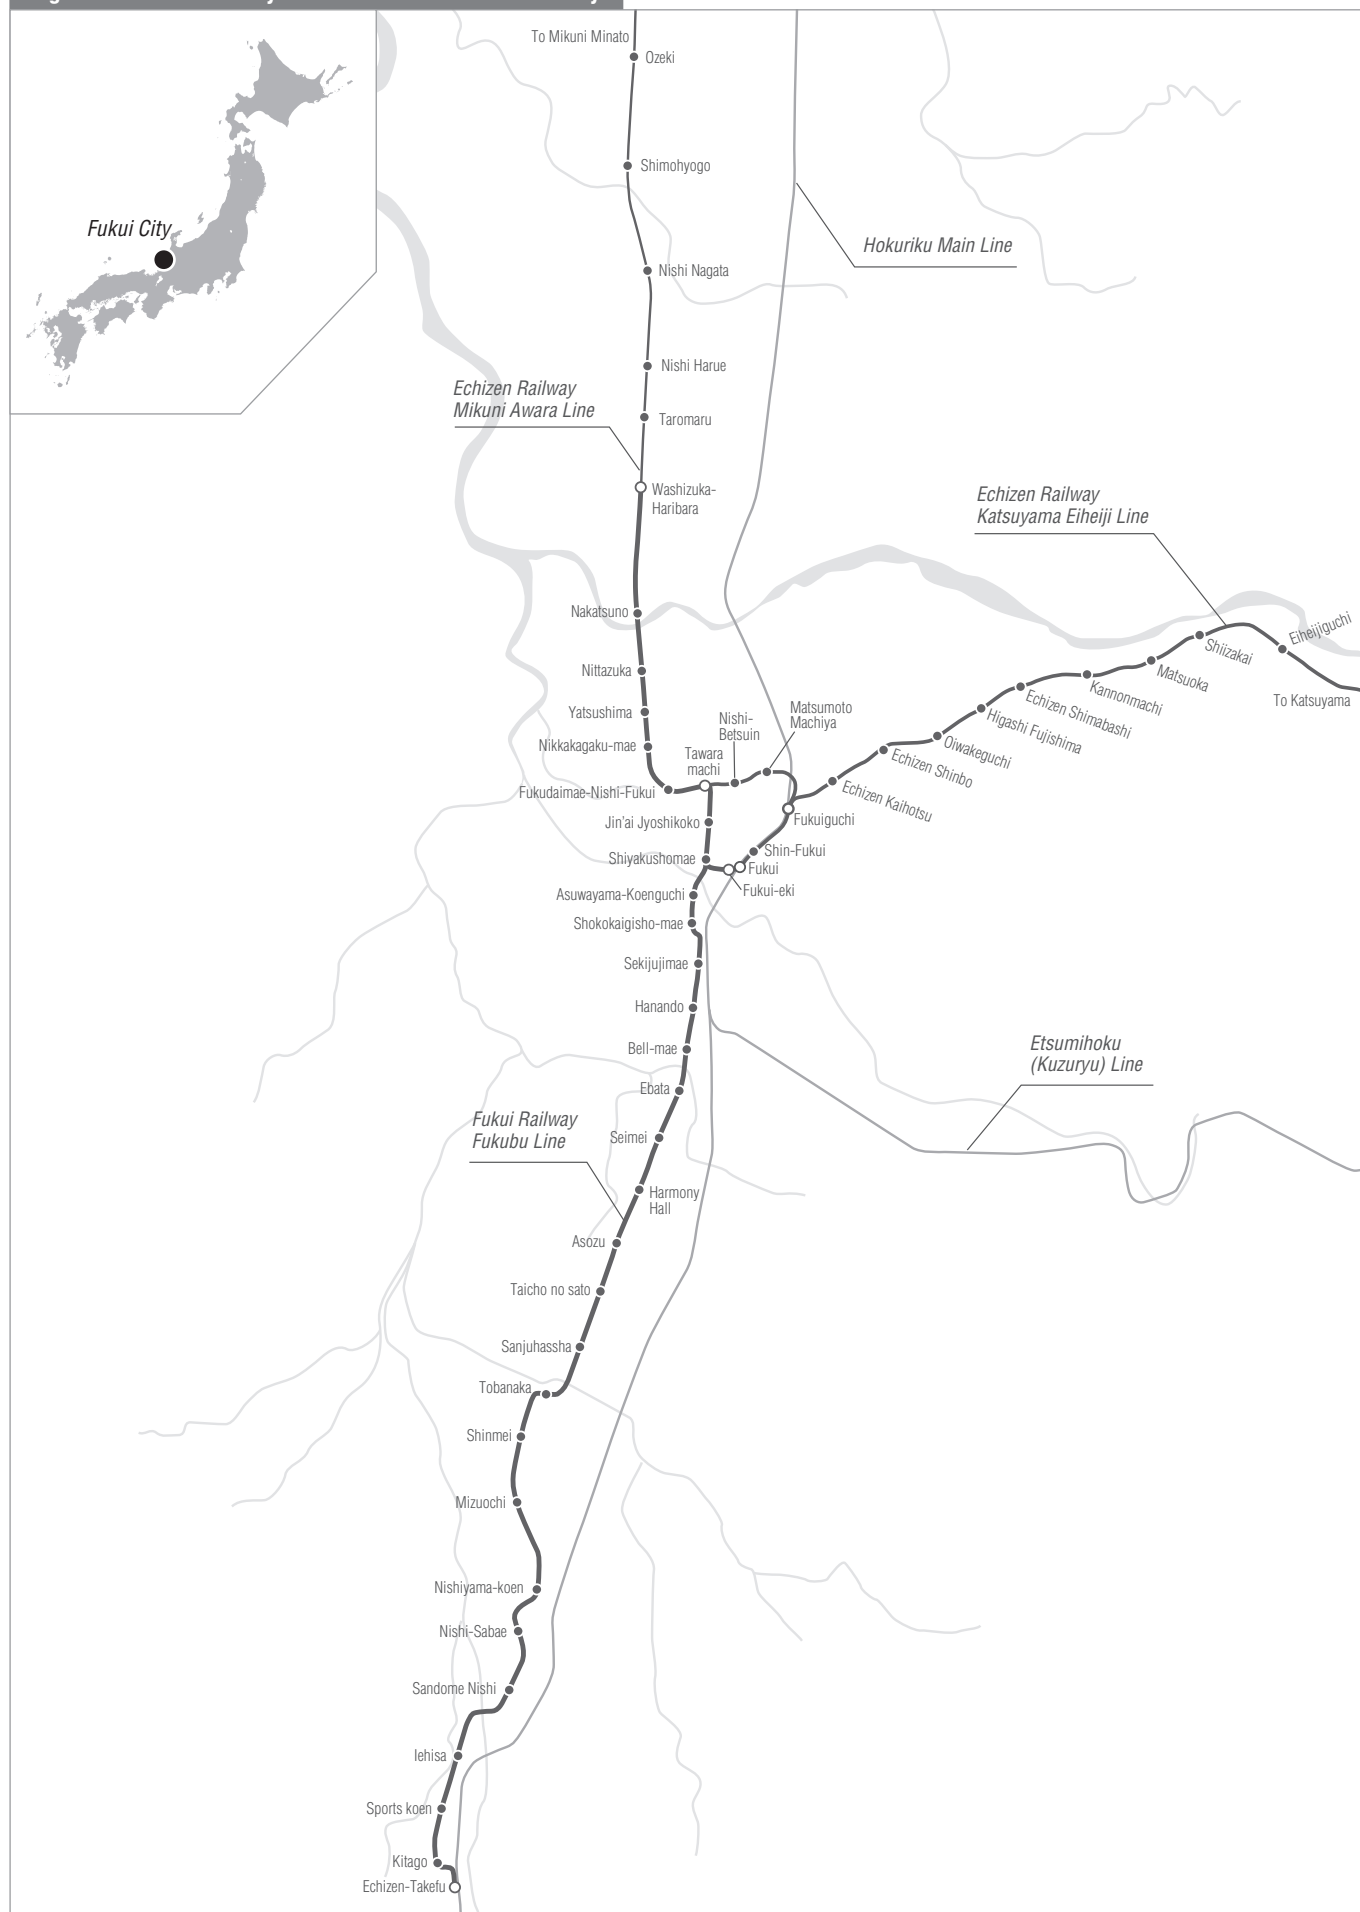 Fukui City
To Mikuni Minato
Ozeki
Shimohyogo
Hokuriku Main Line
Nishi Nagata
Nishi Harue
Echizen Railway
Mikuni Awara Line
Taromaru
Washizuka-
Haribara
Echizen Railway
Katsuyama Eiheiji Line
Nakatsuno
Nittazuka
Yatsushima
Nikkakagaku-mae
Fukudaimae-Nishi-Fukui
Tawara
machi
Nishi-
Betsuin
Matsumoto
Machiya
Eiheijiguchi
Shiizakai
Matsuoka
To Katsuyama
Kannonmachi
Echizen Shimabashi
Higashi Fujishima
Oiwakeguchi
Echizen Shinbo
Echizen Kaihotsu
Fukuiguchi
Jin'ai Jyoshikoko
Shin-Fukui
Shiyakushomae
Fukui
Fukui-eki
Asuwayama-Koenguchi
Shokokaigisho-mae
Sekijujimae
Hanando
Bell-mae
Etsumihoku
(Kuzuryu) Line
Ebata
Fukui Railway
Fukubu Line
Seimei
Harmony
Hall
Asozu
Taicho no sato
Sanjuhassha
Tobanaka
Shinmei
Mizuochi
Nishiyama-koen
Nishi-Sabae
Sandome Nishi
Iehisa
Sports koen
Kitago
Echizen-Takefu